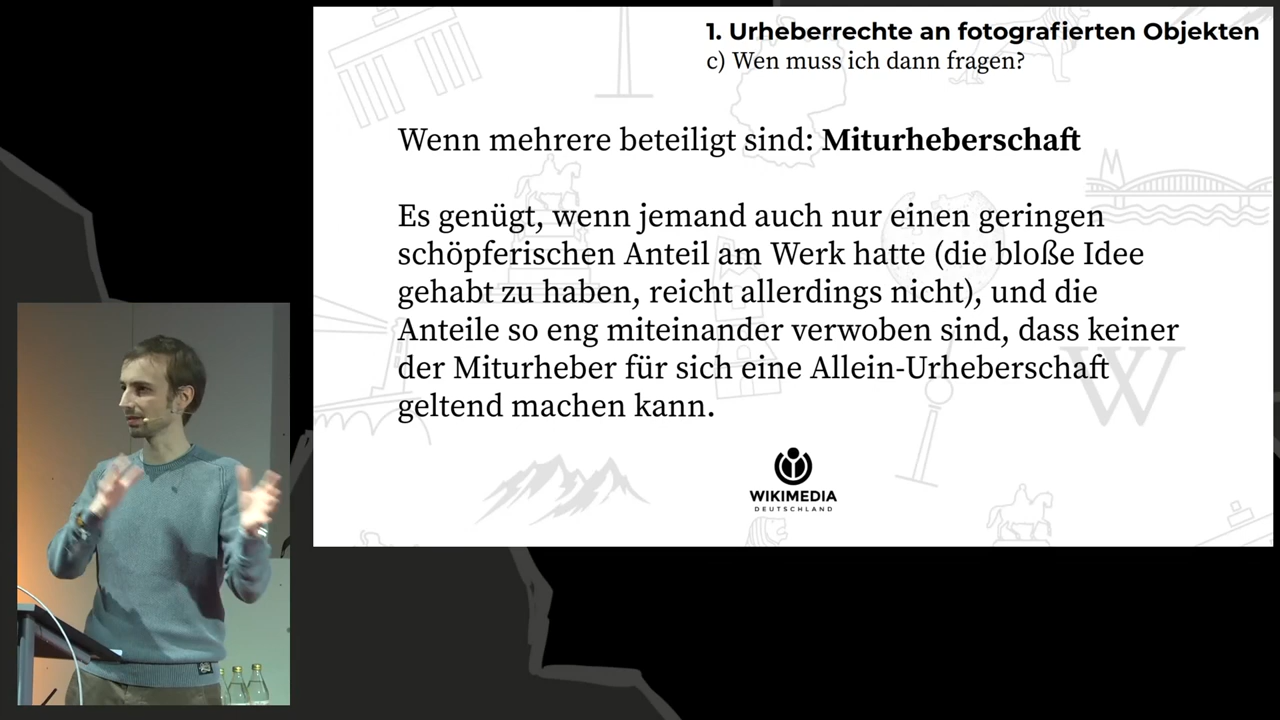 1. Urheberrechte an fotografierten Objekten
c) Wen muss ich dann fragen?
Wenn mehrere beteiligt sind: Miturheberschaft
Es genügt, wenn jemand auch nur einen geringen
schöpferischen Anteil am Werk hatte (die bloße Idee
gehabt zu haben, reicht allerdings nicht), und die
Anteile so eng miteinander verwoben sind, dass keiner
der Miturheber für sich eine Allein-Urheberschaft
geltend machen kann.
W
WIKIMEDIA
DEUTSCHLAND